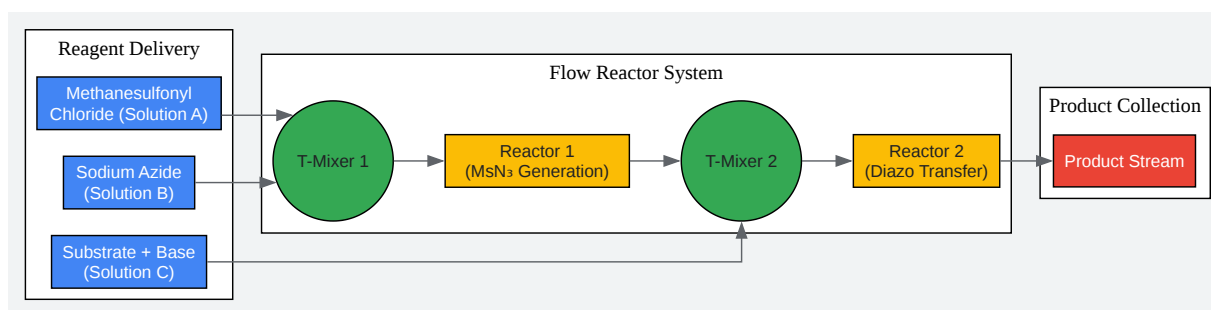 Reagent Delivery
Methanesulfonyl
Chloride (Solution A)
Sodium Azide
(Solution B)
Substrate + Base
(Solution C)
Flow Reactor System
T-Mixer 1
Reactor 1
(MsN₃ Generation)
T-Mixer 2
Reactor 2
(Diazo Transfer)
Product Collection
Product Stream